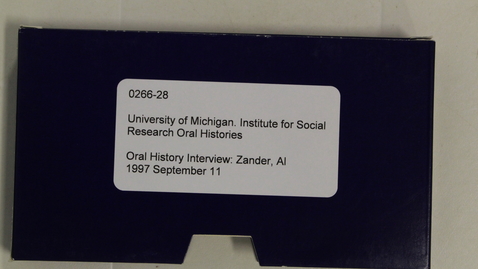 0266-28
University of Michigan. Institute for Social
Research Oral Histories
Oral History Interview: Zander, Al
1997 September 11